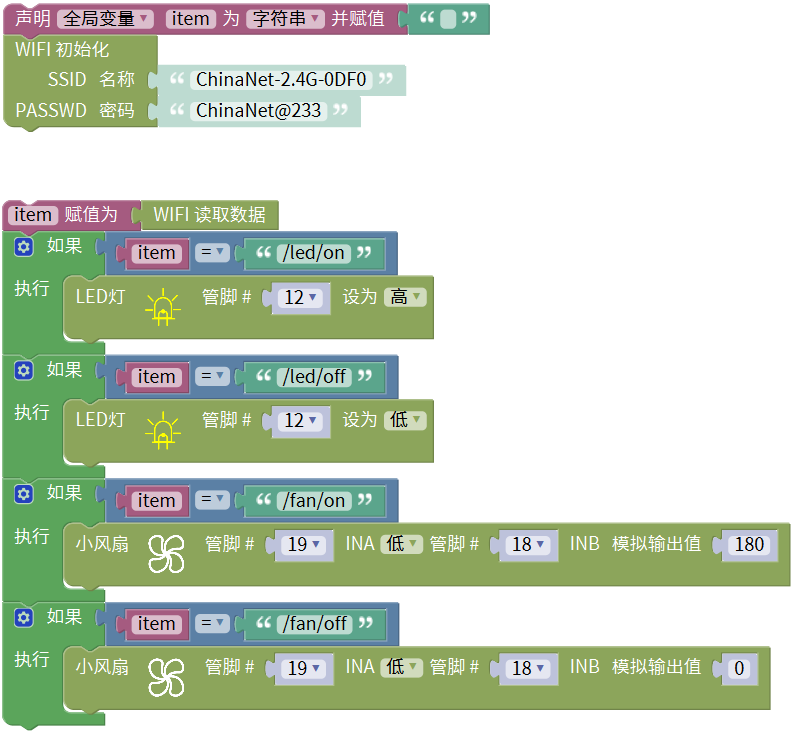 声明 全局变量 item 为 字符串 并赋值 “ ”
WIFI 初始化
SSID 名称 “ ChinaNet-2.4G-0DF0 ”
PASSWD 密码 “ ChinaNet@233 ”
item 赋值为 WIFI 读取数据
如果 item = “ /led/on ”
执行 LED灯 管脚 # 12 设为 高
如果 item = “ /led/off ”
执行 LED灯 管脚 # 12 设为 低
如果 item = “ /fan/on ”
执行 小风扇 管脚 # 19 INA 低 管脚 # 18 INB 模拟输出值 180
如果 item = “ /fan/off ”
执行 小风扇 管脚 # 19 INA 低 管脚 # 18 INB 模拟输出值 0